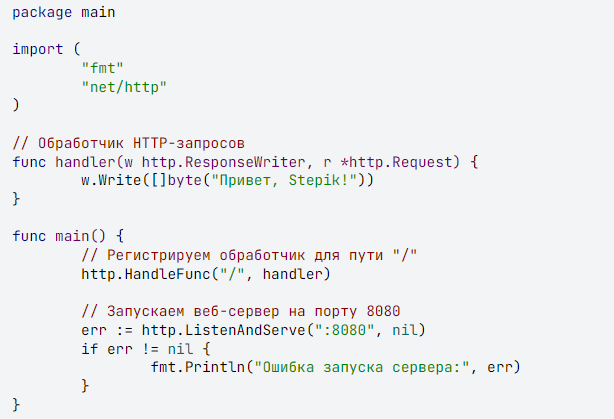 package main
import (
"fmt"
"net/http"
)
// Обработчик HTTP-запросов
func handler(w http.ResponseWriter, r *http.Request) {
w.Write([]byte("Привет, Stepik!"))
}
func main() {
// Регистрируем обработчик для пути "/"
http.HandleFunc("/", handler)
// Запускаем веб-сервер на порту 8080
err := http.ListenAndServe(":8080", nil)
if err != nil {
fmt.Println("Ошибка запуска сервера:", err)
}
}